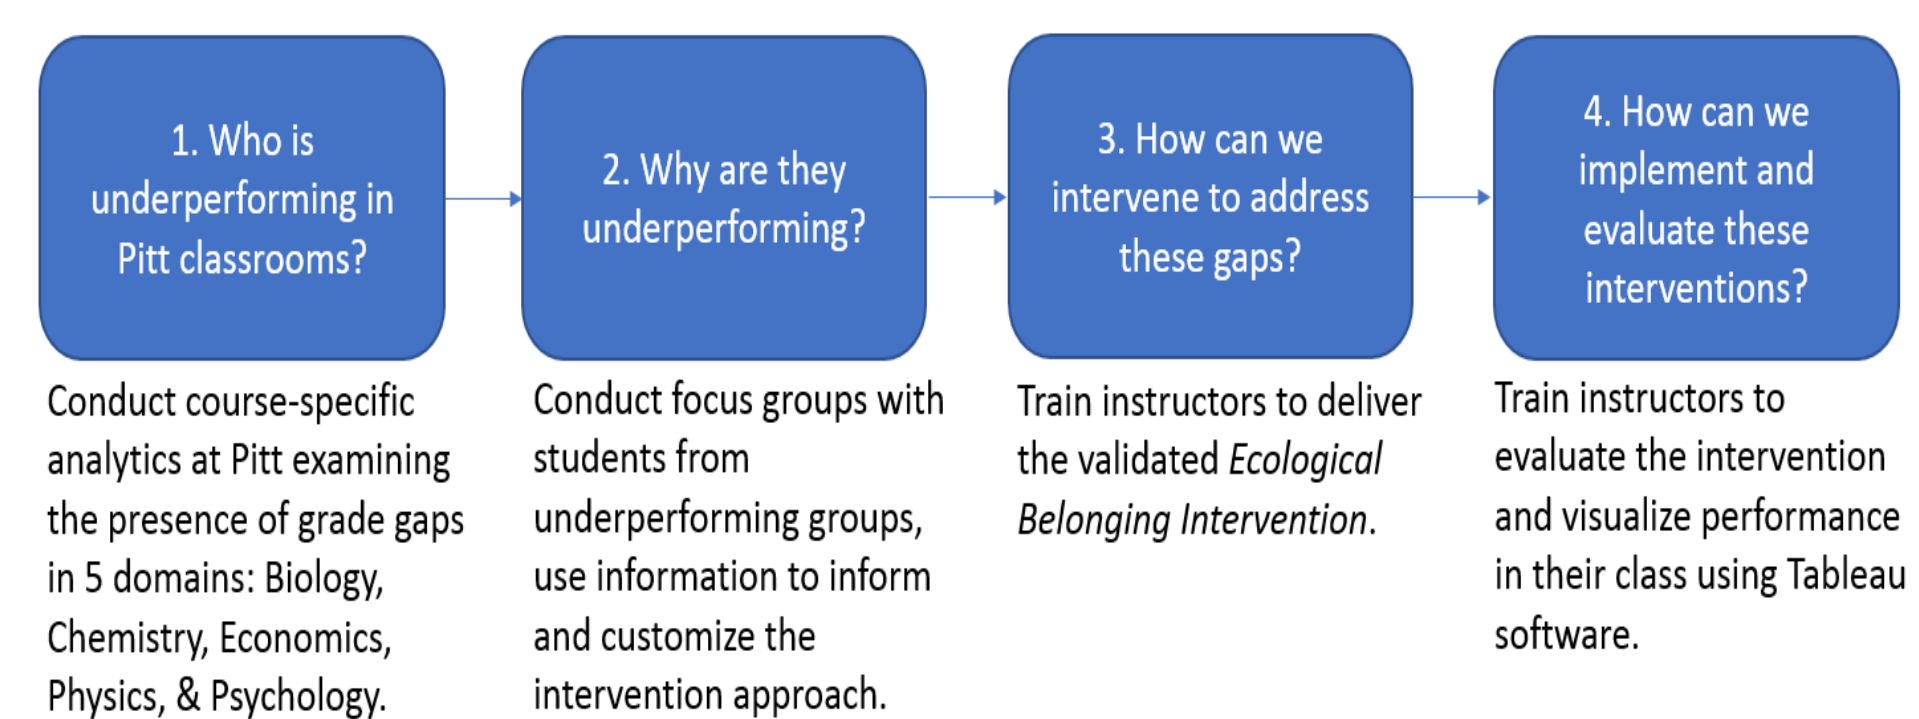 1. Who is
underperforming in
Pitt classrooms?
Conduct course-specific
analytics at Pitt examining
the presence of grade gaps
in 5 domains: Biology,
Chemistry, Economics,
Physics, & Psychology.
2. Why are they
underperforming?
Conduct focus groups with
students from
underperforming groups,
use information to inform
and customize the
intervention approach.
3. How can we
intervene to address
these gaps?
Train instructors to deliver
the validated Ecological
Belonging Intervention.
4. How can we
implement and
evaluate these
interventions?
Train instructors to
evaluate the intervention
and visualize performance
in their class using Tableau
software.